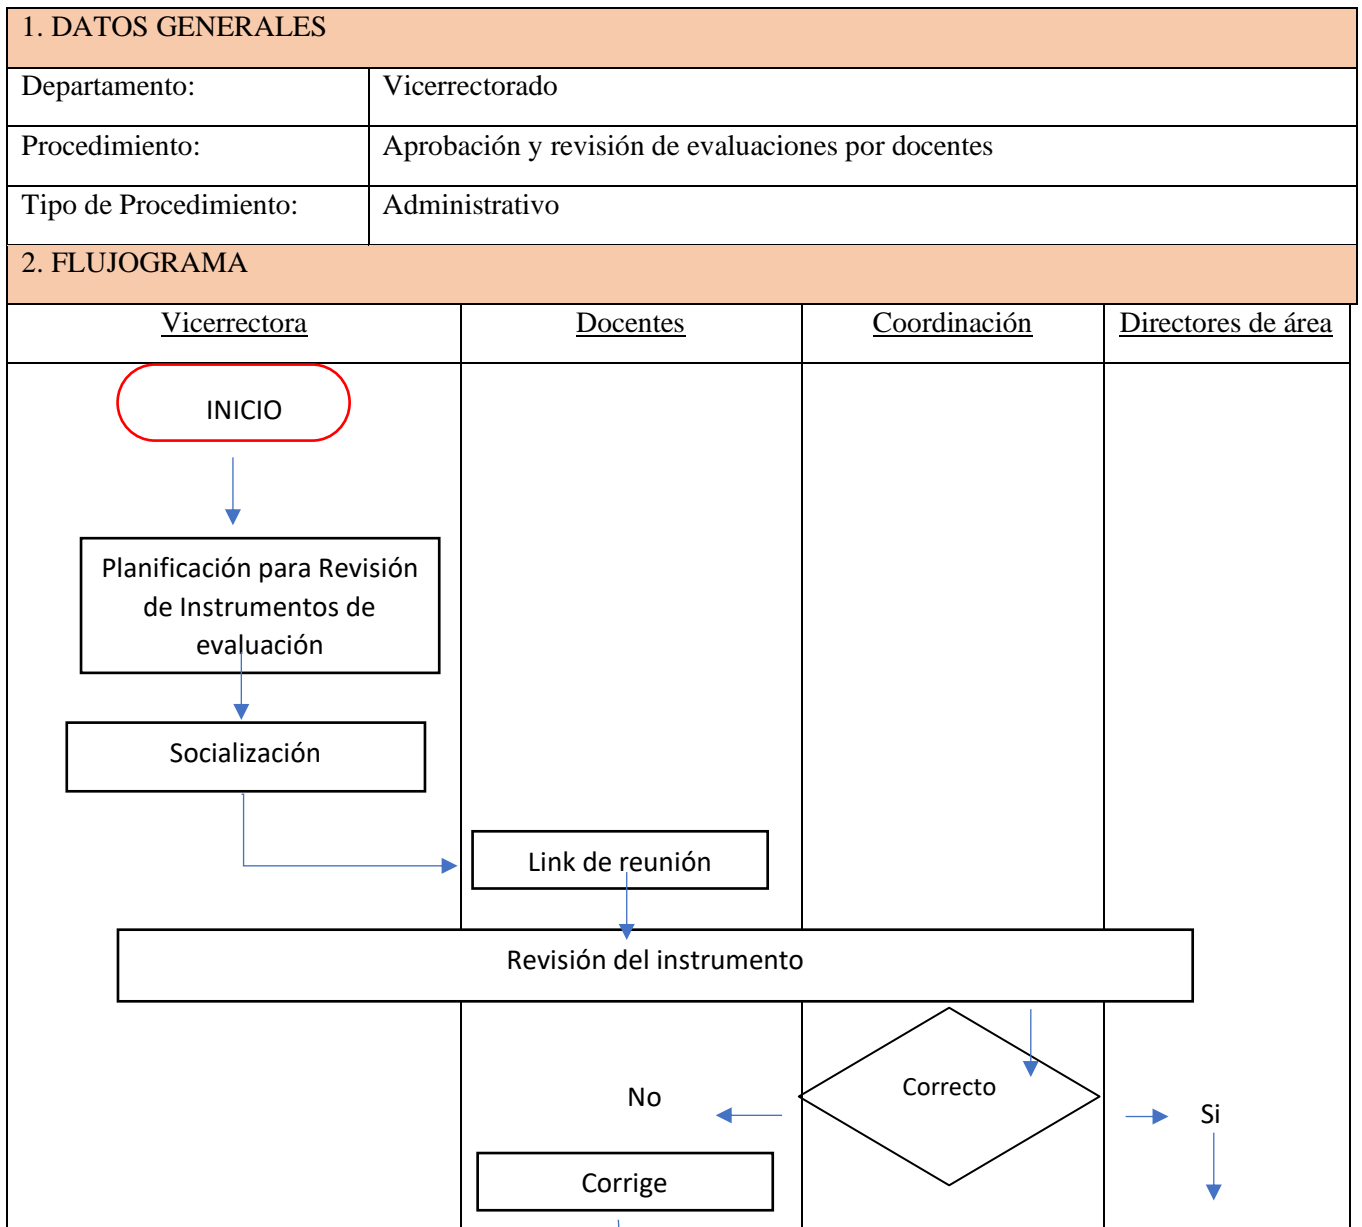 1. DATOS GENERALES
Departamento:
Vicerrectorado
Procedimiento:
Aprobación y revisión de evaluaciones por docentes
Tipo de Procedimiento:
Administrativo
2. FLUJOGRAMA
Vicerrectora
Docentes
Coordinación
Directores de área
INICIO
Planificación para Revisión
de Instrumentos de
evaluación
Socialización
Link de reunión
Revisión del instrumento
Correcto
No
Si
Corrige